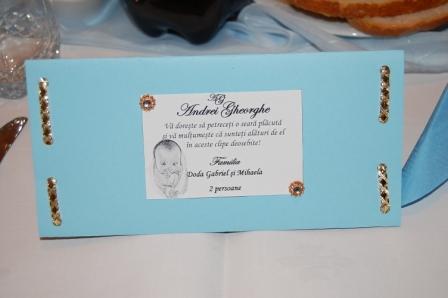 AG
Andrei Gheorghe
Vă dorește să petreceți o seară plăcută
și vă mulțumește că sunteți alături de el
în aceste clipe deosebite!
Familia
Doda Gabriel și Mihaela
2 persoane